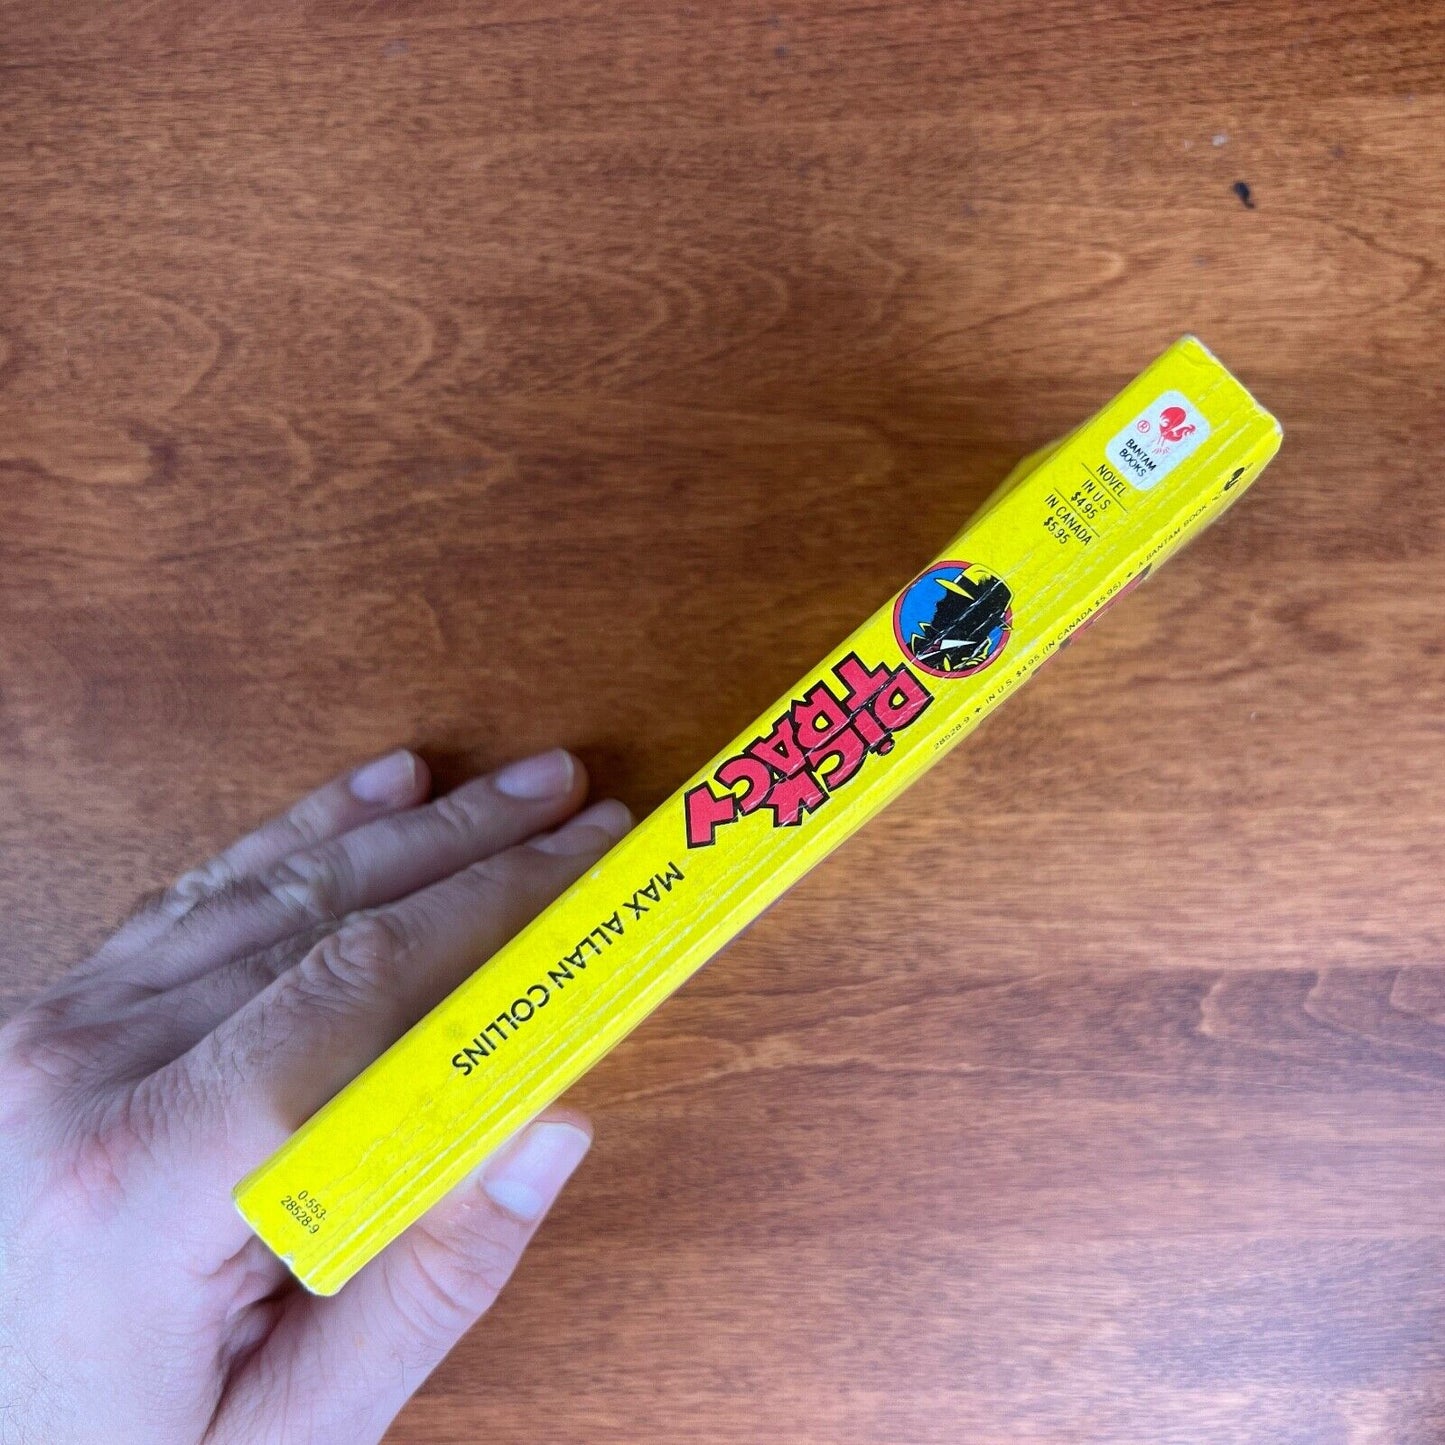 ®
BANTAM
BOOKS
NOVEL
IN U.S.
$4.95
IN CANADA
$5.95
DICK
TRACY
MAX ALLAN COLLINS
0-553-
28528-9
28528-9 ✦ IN U.S. $4.95 (IN CANADA $5.95) ✦ A BANTAM BOOK